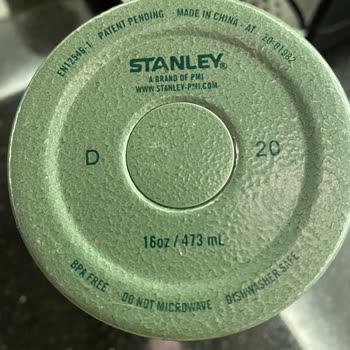 EN12546-1 PATENT PENDING MADE IN CHINA - AT 20-01982
STANLEY®
A BRAND OF PMI
WWW.STANLEY-PMI.COM
D 20
16oz / 473 mL
BPA FREE DO NOT MICROWAVE DISHWASHER SAFE